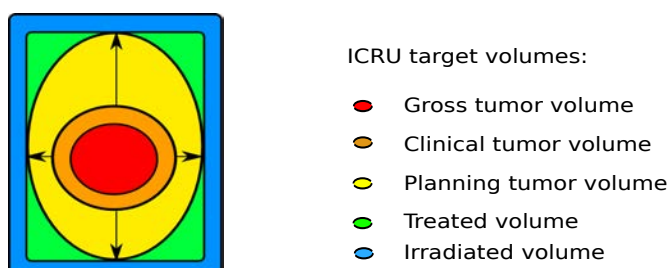 ICRU target volumes:
Gross tumor volume
Clinical tumor volume
Planning tumor volume
Treated volume
Irradiated volume